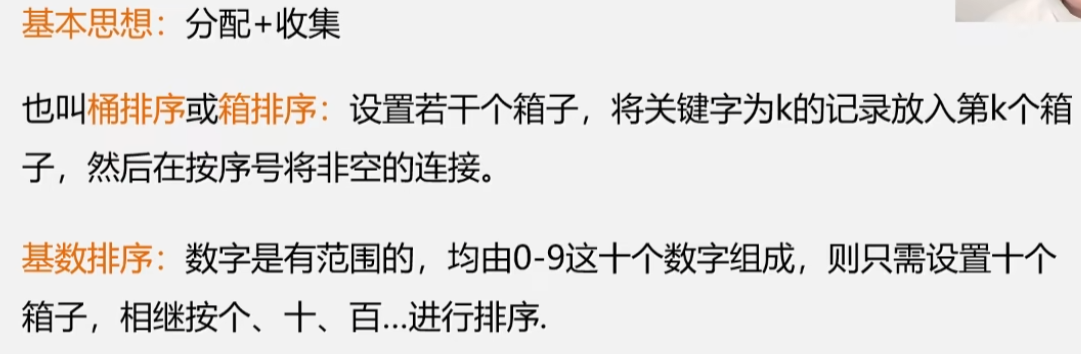 基本思想：分配+收集
也叫桶排序或箱排序：设置若干个箱子，将关键字为k的记录放入第k个箱
子，然后在按序号将非空的连接。
基数排序：数字是有范围的，均由0-9这十个数字组成，则只需设置十个
箱子，相继按个、十、百...进行排序.